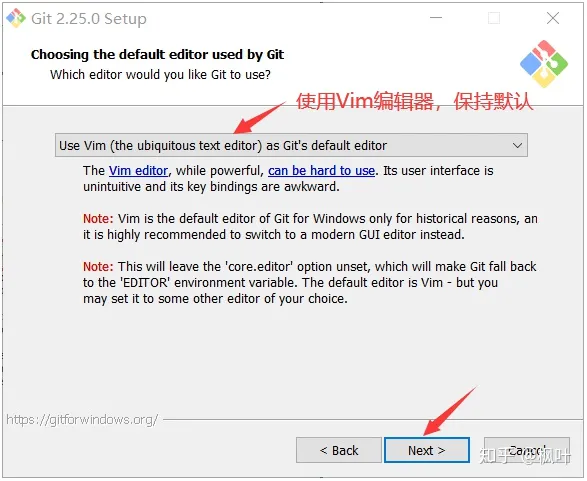 Git 2.25.0 Setup
Choosing the default editor used by Git
Which editor would you like Git to use?
使用Vim编辑器，保持默认
Use Vim (the ubiquitous text editor) as Git's default editor
The Vim editor, while powerful, can be hard to use. Its user interface is
unintuitive and its key bindings are awkward.
Note: Vim is the default editor of Git for Windows only for historical reasons, an
it is highly recommended to switch to a modern GUI editor instead.
Note: This will leave the 'core.editor' option unset, which will make Git fall back
to the 'EDITOR' environment variable. The default editor is Vim - but you
may set it to some other editor of your choice.
https://gitforwindows.org/
< Back
Next >
Cancel
知乎 @枫叶